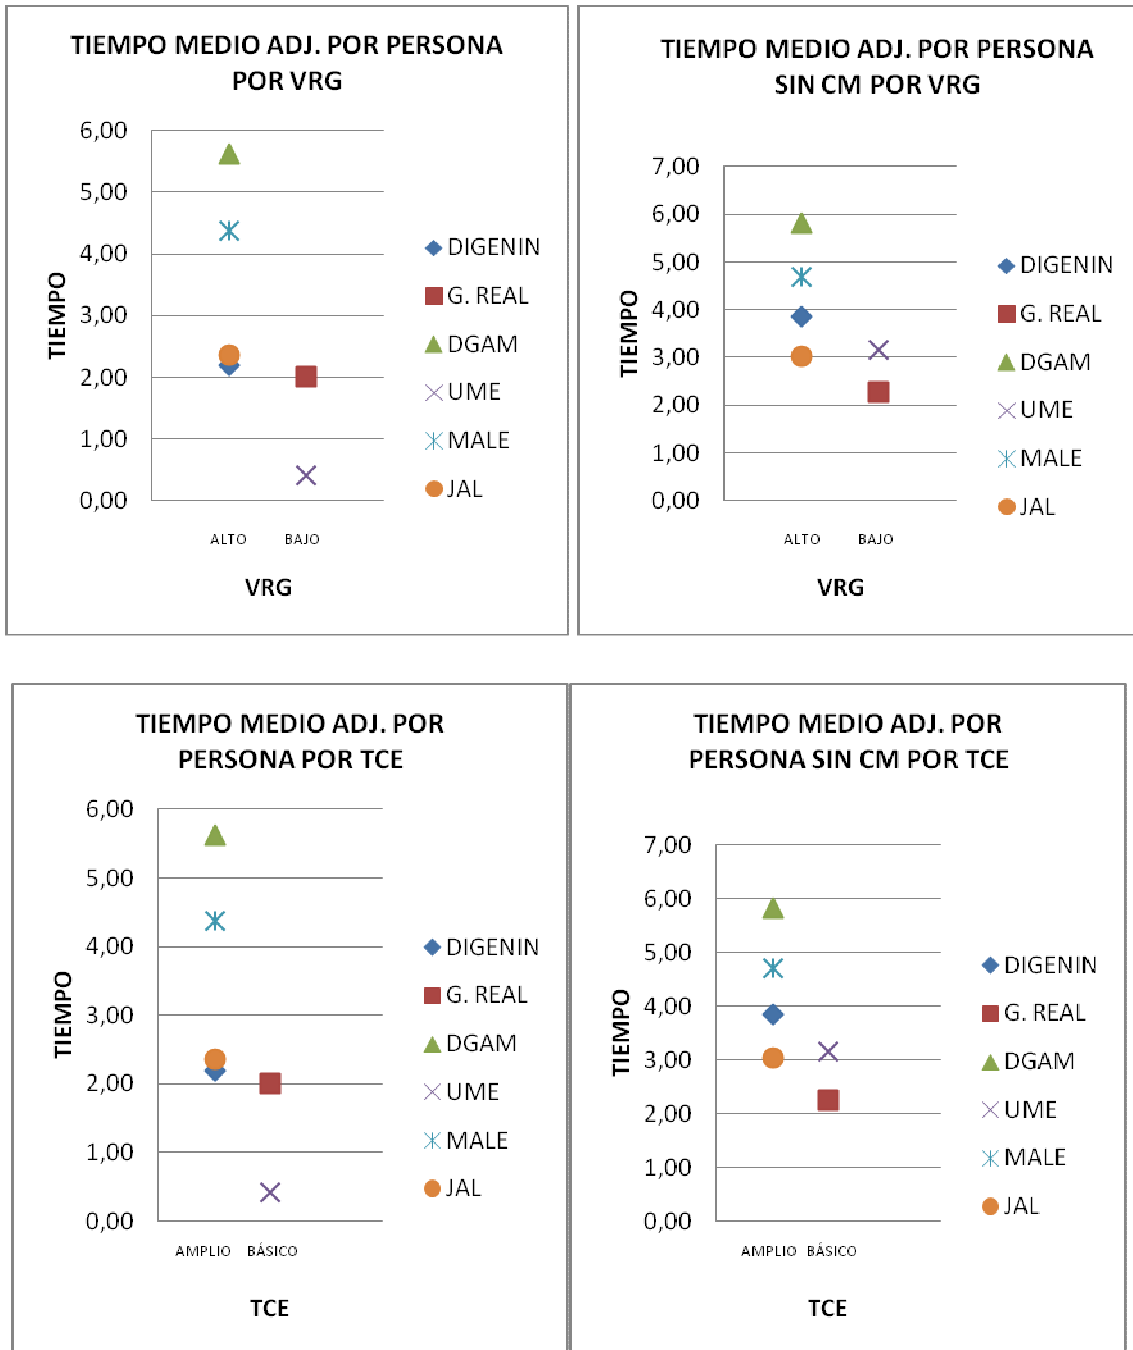 TIEMPO MEDIO ADJ. POR PERSONA
POR VRG
6,00
5,00
4,00
3,00
2,00
1,00
0,00
TIEMPO
ALTO
BAJO
VRG
DIGENIN
G. REAL
DGAM
UME
MALE
JAL
TIEMPO MEDIO ADJ. POR PERSONA
SIN CM POR VRG
7,00
6,00
5,00
4,00
3,00
2,00
1,00
0,00
TIEMPO
ALTO
BAJO
VRG
DIGENIN
G. REAL
DGAM
UME
MALE
JAL
TIEMPO MEDIO ADJ. POR
PERSONA POR TCE
6,00
5,00
4,00
3,00
2,00
1,00
0,00
TIEMPO
AMPLIO
BÁSICO
TCE
DIGENIN
G. REAL
DGAM
UME
MALE
JAL
TIEMPO MEDIO ADJ. POR
PERSONA SIN CM POR TCE
7,00
6,00
5,00
4,00
3,00
2,00
1,00
0,00
TIEMPO
AMPLIO
BÁSICO
TCE
DIGENIN
G. REAL
DGAM
UME
MALE
JAL